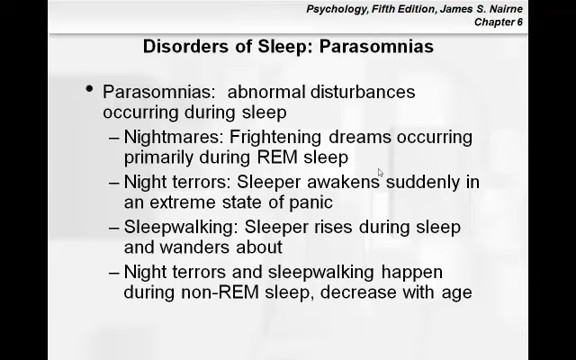 Psychology, Fifth Edition, James S. Nairne
Chapter 6
Disorders of Sleep: Parasomnias
• Parasomnias: abnormal disturbances
occurring during sleep
– Nightmares: Frightening dreams occurring
primarily during REM sleep
– Night terrors: Sleeper awakens suddenly in
an extreme state of panic
– Sleepwalking: Sleeper rises during sleep
and wanders about
– Night terrors and sleepwalking happen
during non-REM sleep, decrease with age